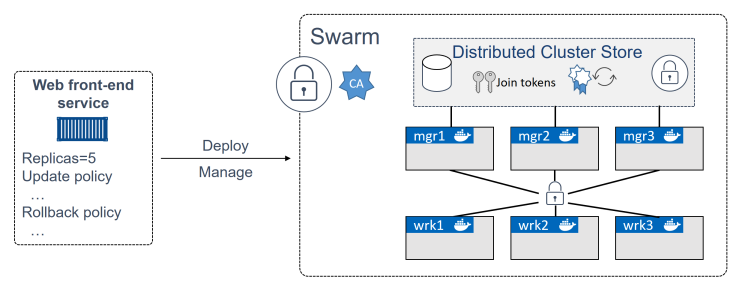 Web front-end
service
Replicas=5
Update policy
…
Rollback policy
…
Deploy
Manage
Swarm
CA
Distributed Cluster Store
Join tokens
mgr1
mgr2
mgr3
wrk1
wrk2
wrk3